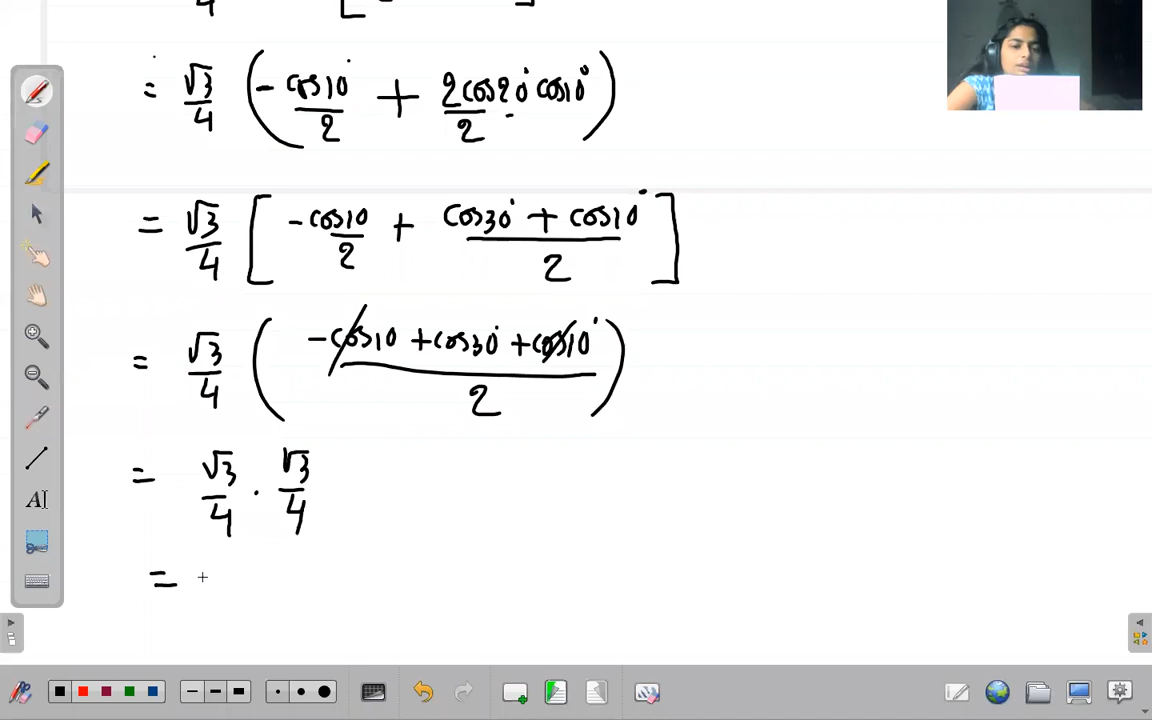 4 [ ]
= √3/4 (-cos10°/2 + 2cos20°cos10°/2)
= √3/4 [-cos10/2 + (cos30° + cos10°)/2]
= √3/4 ((-cos10 + cos30° + cos10°)/2)
= √3/4 · √3/4
=
A